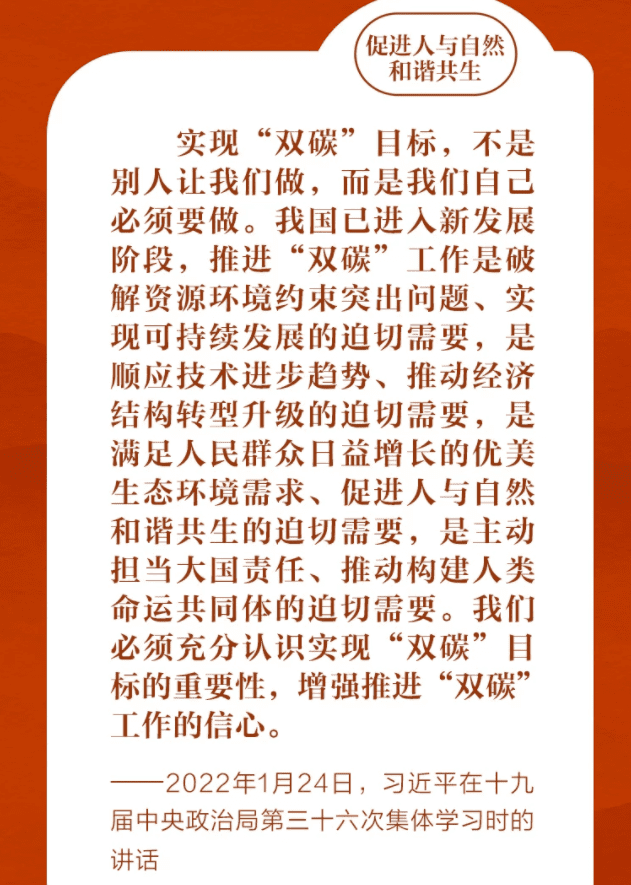 促进人与自然
和谐共生
实现“双碳”目标，不是
别人让我们做，而是我们自己
必须要做。我国已进入新发展
阶段，推进“双碳”工作是破
解资源环境约束突出问题、实
现可持续发展的迫切需要，是
顺应技术进步趋势、推动经济
结构转型升级的迫切需要，是
满足人民群众日益增长的优美
生态环境需求、促进人与自然
和谐共生的迫切需要，是主动
担当大国责任、推动构建人类
命运共同体的迫切需要。我们
必须充分认识实现“双碳”目
标的重要性，增强推进“双碳”
工作的信心。
——2022年1月24日，习近平在十九
届中央政治局第三十六次集体学习时的
讲话